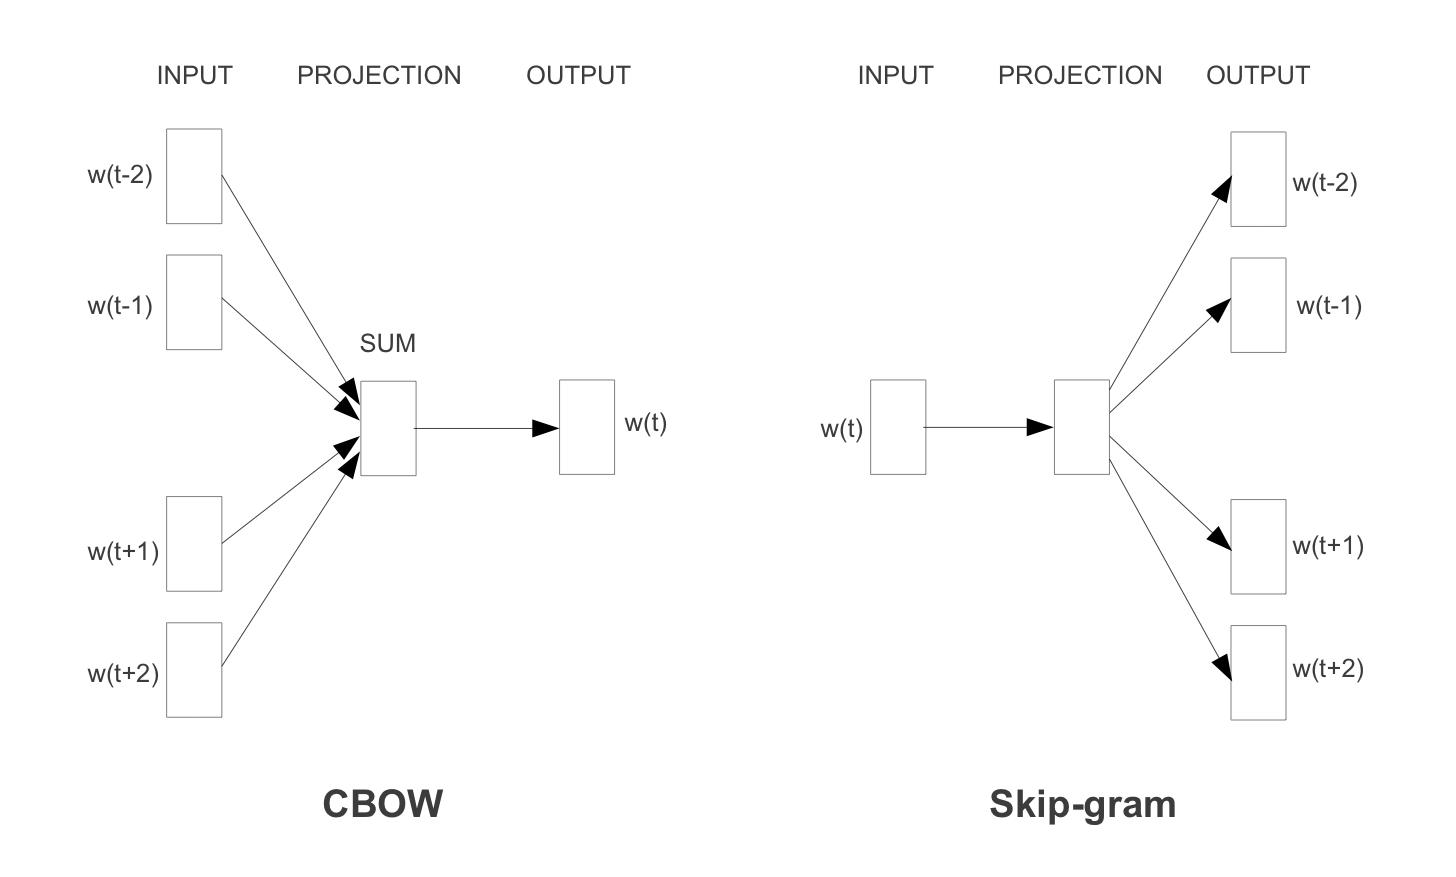 INPUT PROJECTION OUTPUT
w(t-2)
w(t-1)
SUM
w(t)
w(t+1)
w(t+2)
CBOW
INPUT PROJECTION OUTPUT
w(t-2)
w(t-1)
w(t)
w(t+1)
w(t+2)
Skip-gram